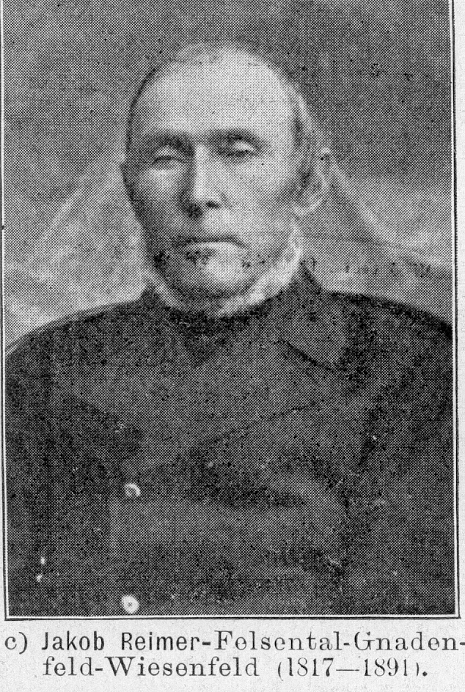 c) Jakob Reimer-Felsental-Gnaden-
feld-Wiesenfeld (1817—1891).